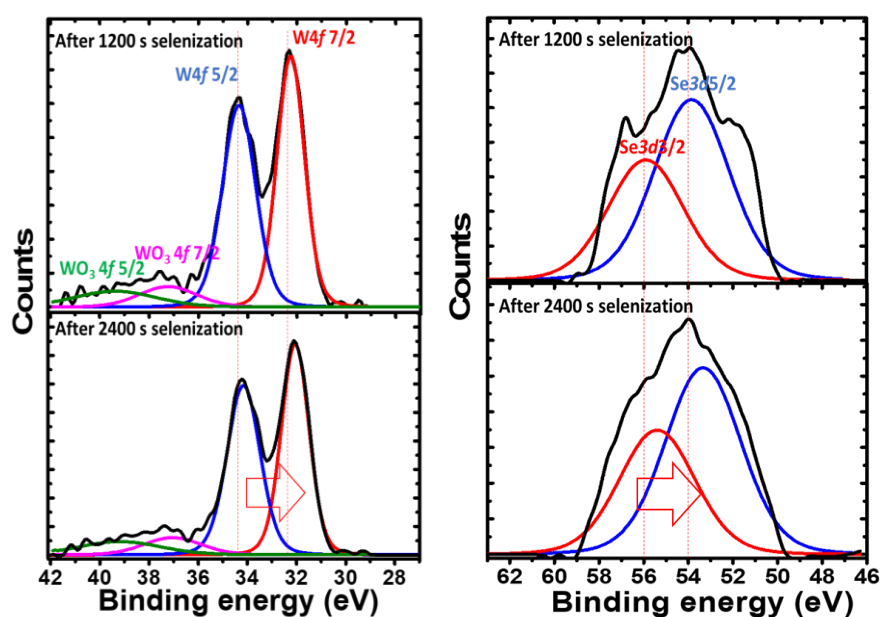 After 1200 s selenization
W4f 7/2
W4f 5/2
WO3 4f 7/2
WO3 4f 5/2
Counts
After 2400 s selenization
42 40 38 36 34 32 30 28
Binding energy (eV)
After 1200 s selenization
Se3d5/2
Se3d3/2
Counts
After 2400 s selenization
62 60 58 56 54 52 50 48 46
Binding energy (eV)